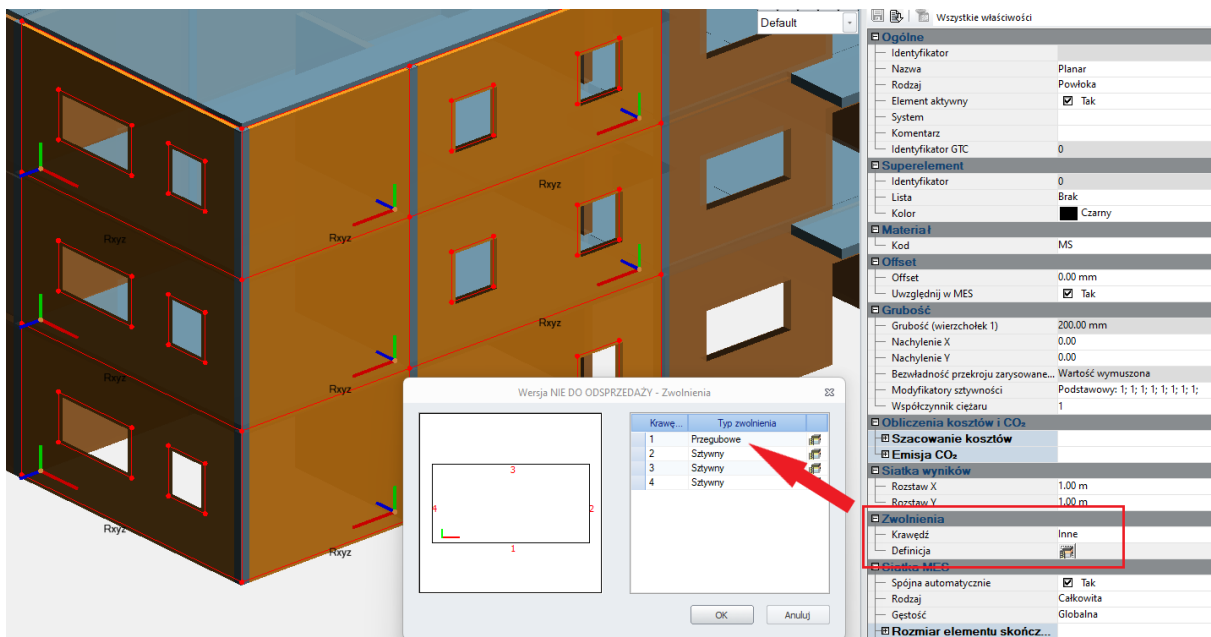 Default
Wszystkie właściwości
Ogólne
Identyfikator
Nazwa Planar
Rodzaj Powłoka
Element aktywny Tak
System
Komentarz
Identyfikator GTC 0
Superelement
Identyfikator 0
Lista Brak
Kolor Czarny
Materiał
Kod MS
Offset
Offset 0.00 mm
Uwzględnij w MES Tak
Grubość
Grubość (wierzchołek 1) 200.00 mm
Nachylenie X 0.00
Nachylenie Y 0.00
Bezwładność przekroju zarysowane... Wartość wymuszona
Modyfikatory sztywności Podstawowy: 1; 1; 1; 1; 1; 1; 1; 1;
Współczynnik ciężaru 1
Obliczenia kosztów i CO₂
Szacowanie kosztów
Emisja CO₂
Siatka wyników
Rozstaw X 1.00 m
Rozstaw Y 1.00 m
Zwolnienia
Krawędź Inne
Definicja
Siatka MES
Spójna automatycznie Tak
Rodzaj Całkowita
Gęstość Globalna
Rozmiar elementu skończ...
Rxyz
Rxyz
Rxyz
Rxyz
Rxyz
Rxyz
Rxyz
Rxyz
Wersja NIE DO ODSPRZEDAŻY - Zwolnienia
Krawę... Typ zwolnienia
1 Przegubowe
2 Sztywny
3 Sztywny
4 Sztywny
3
4
2
1
OK Anuluj